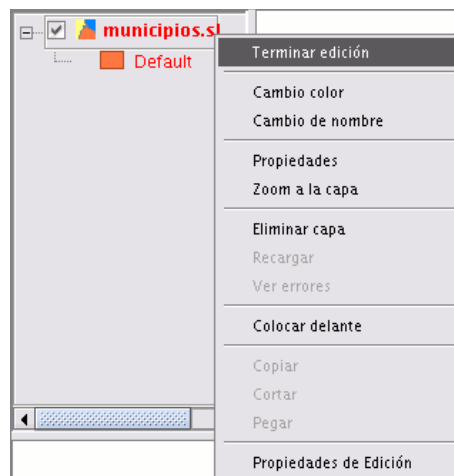 municipios.sl
Default
Terminar edición
Cambio color
Cambio de nombre
Propiedades
Zoom a la capa
Eliminar capa
Recargar
Ver errores
Colocar delante
Copiar
Cortar
Pegar
Propiedades de Edición